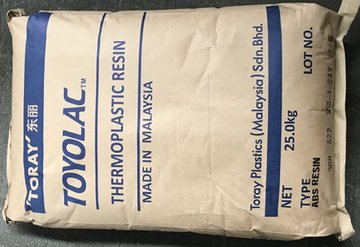 'TORAY' 东丽
TOYOLAC™
THERMOPLASTIC RESIN
MADE IN MALAYSIA
Toray Plastics (Malaysia) Sdn.Bhd.
NET 25.0kg
TYPE LOT NO.
ABS RESIN